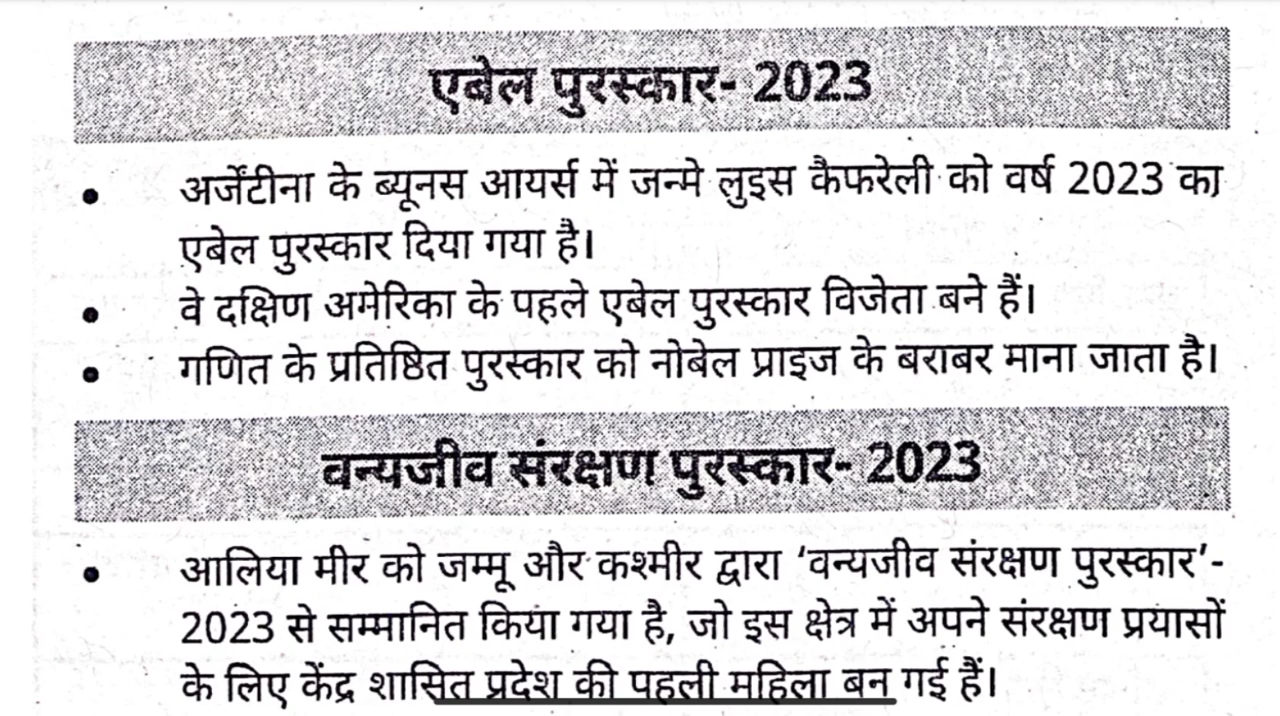 एबेल पुरस्कार- 2023
• अर्जेंटीना के ब्यूनस आयर्स में जन्मे लुइस कैफरेली को वर्ष 2023 का
एबेल पुरस्कार दिया गया है।
• वे दक्षिण अमेरिका के पहले एबेल पुरस्कार विजेता बने हैं।
• गणित के प्रतिष्ठित पुरस्कार को नोबेल प्राइज के बराबर माना जाता है।
वन्यजीव संरक्षण पुरस्कार- 2023
• आलिया मीर को जम्मू और कश्मीर द्वारा ‘वन्यजीव संरक्षण पुरस्कार’-
2023 से सम्मानित किया गया है, जो इस क्षेत्र में अपने संरक्षण प्रयासों
के लिए केंद्र शासित प्रदेश की पहली महिला बन गई हैं।